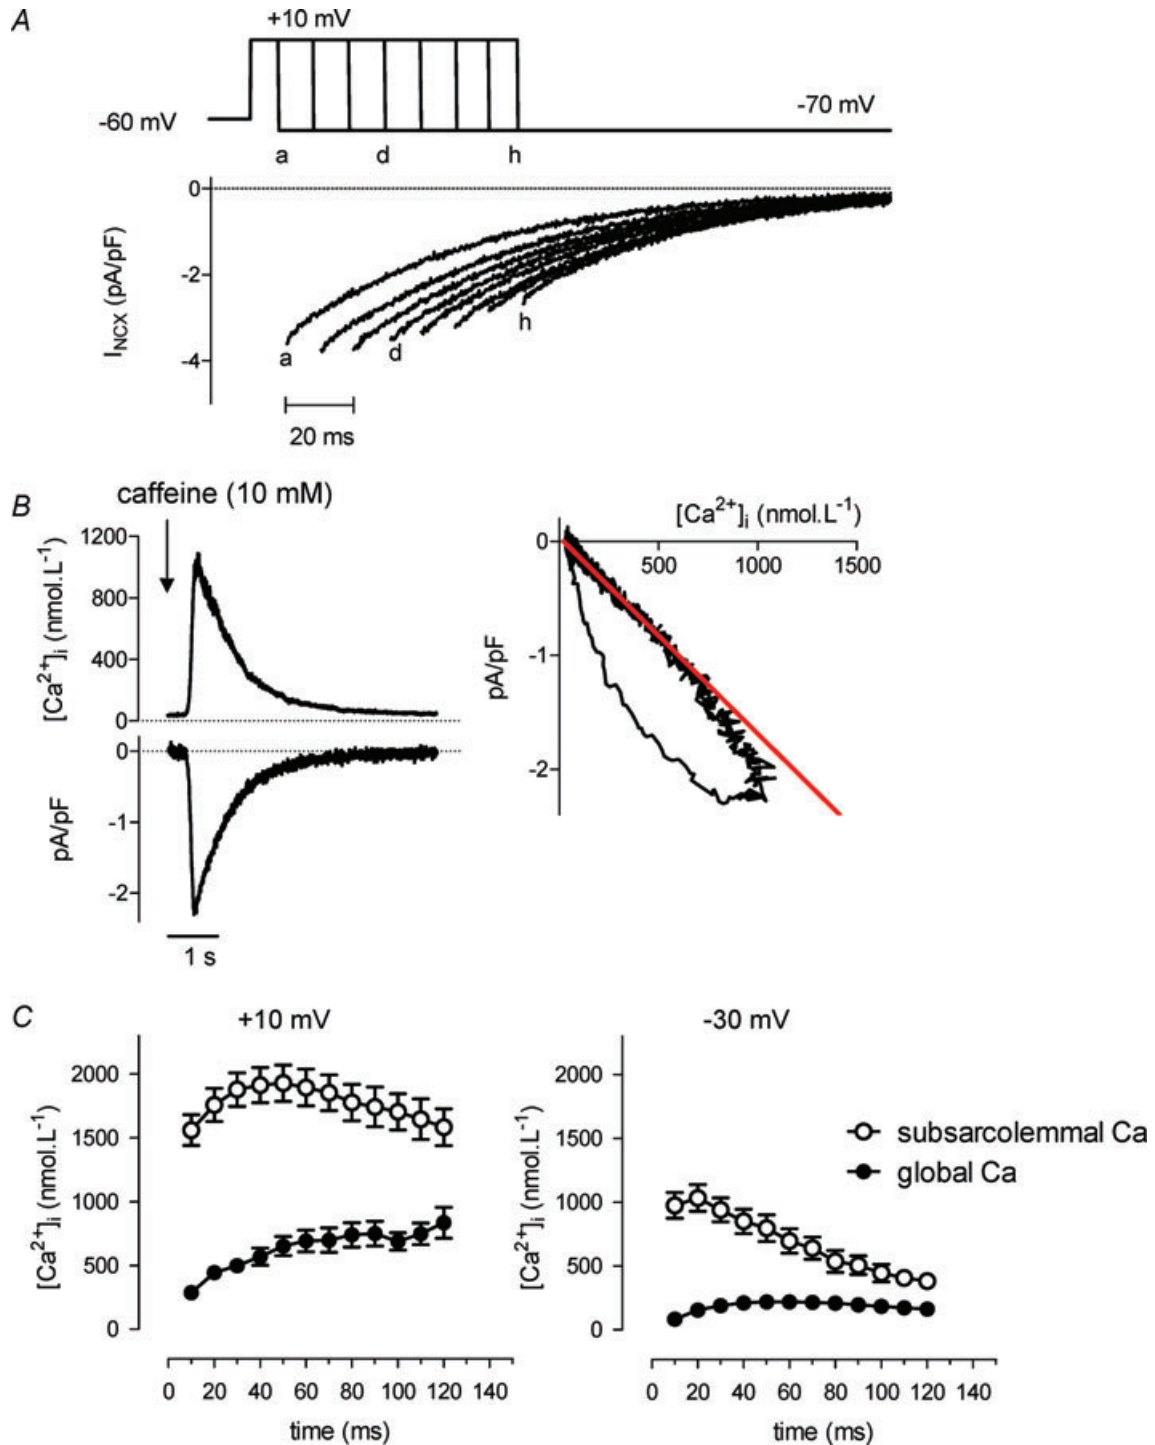 A
+10 mV
-60 mV
-70 mV
a d h
0
-2
-4
I_NCX (pA/pF)
a d h
20 ms
B
caffeine (10 mM)
1200
800
400
0
[Ca²⁺]ᵢ (nmol.L⁻¹)
0
-1
-2
pA/pF
1 s
[Ca²⁺]ᵢ (nmol.L⁻¹)
0
500 1000 1500
-1
-2
pA/pF
C
+10 mV
2000
1500
1000
500
0
[Ca²⁺]ᵢ (nmol.L⁻¹)
0 20 40 60 80 100 120 140
time (ms)
-30 mV
2000
1500
1000
500
0
[Ca²⁺]ᵢ (nmol.L⁻¹)
subsarcolemmal Ca
global Ca
0 20 40 60 80 100 120 140
time (ms)